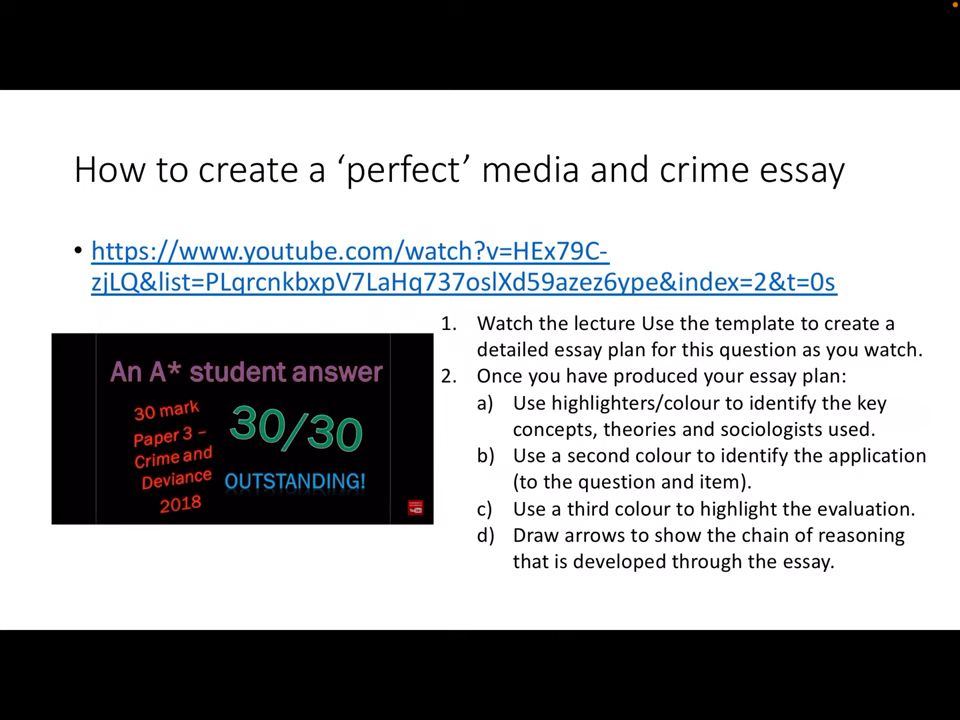 How to create a ‘perfect’ media and crime essay
• https://www.youtube.com/watch?v=HEx79C-
zjLQ&list=PLqrcnkbxpV7LaHq737oslXd59azez6ype&index=2&t=0s
An A* student answer
30 mark
Paper 3 –
Crime and
Deviance
2018
30/30
OUTSTANDING!
1. Watch the lecture Use the template to create a
detailed essay plan for this question as you watch.
2. Once you have produced your essay plan:
a) Use highlighters/colour to identify the key
concepts, theories and sociologists used.
b) Use a second colour to identify the application
(to the question and item).
c) Use a third colour to highlight the evaluation.
d) Draw arrows to show the chain of reasoning
that is developed through the essay.